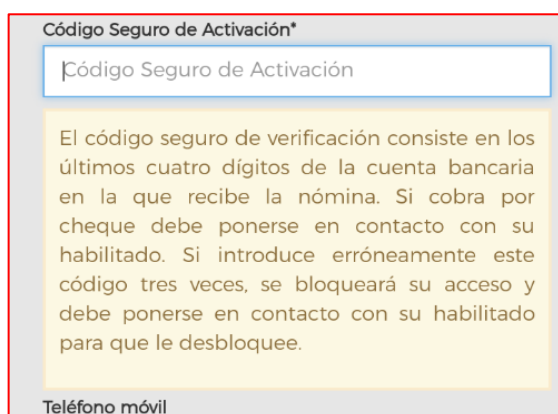 Código Seguro de Activación*
Código Seguro de Activación
El código seguro de verificación consiste en los
últimos cuatro dígitos de la cuenta bancaria
en la que recibe la nómina. Si cobra por
cheque debe ponerse en contacto con su
habilitado. Si introduce erróneamente este
código tres veces, se bloqueará su acceso y
debe ponerse en contacto con su habilitado
para que le desbloquee.
Teléfono móvil